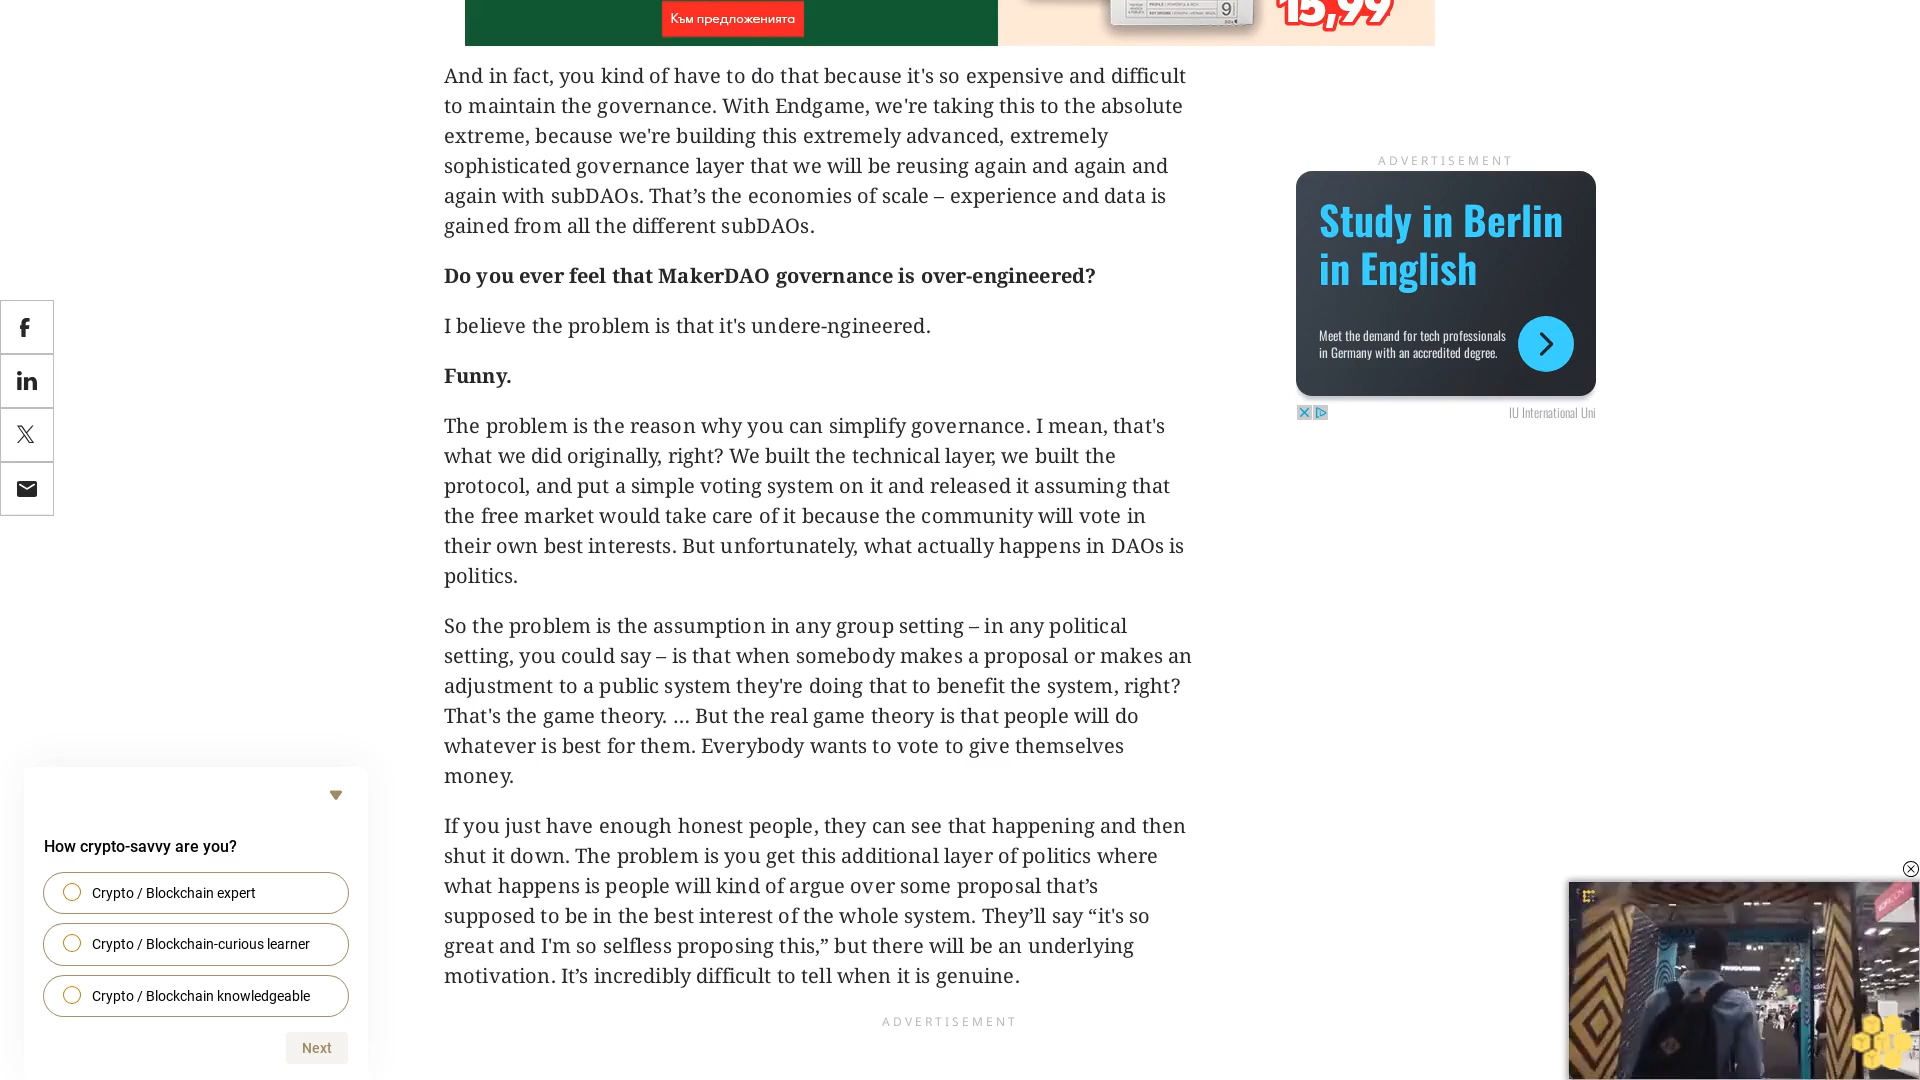 Към предложенията
9
15,99
And in fact, you kind of have to do that because it's so expensive and difficult
to maintain the governance. With Endgame, we're taking this to the absolute
extreme, because we're building this extremely advanced, extremely
sophisticated governance layer that we will be reusing again and again and
again with subDAOs. That’s the economies of scale – experience and data is
gained from all the different subDAOs.
Do you ever feel that MakerDAO governance is over-engineered?
I believe the problem is that it's undere-ngineered.
Funny.
The problem is the reason why you can simplify governance. I mean, that's
what we did originally, right? We built the technical layer, we built the
protocol, and put a simple voting system on it and released it assuming that
the free market would take care of it because the community will vote in
their own best interests. But unfortunately, what actually happens in DAOs is
politics.
So the problem is the assumption in any group setting – in any political
setting, you could say – is that when somebody makes a proposal or makes an
adjustment to a public system they're doing that to benefit the system, right?
That's the game theory. … But the real game theory is that people will do
whatever is best for them. Everybody wants to vote to give themselves
money.
If you just have enough honest people, they can see that happening and then
shut it down. The problem is you get this additional layer of politics where
what happens is people will kind of argue over some proposal that’s
supposed to be in the best interest of the whole system. They’ll say “it's so
great and I'm so selfless proposing this,” but there will be an underlying
motivation. It’s incredibly difficult to tell when it is genuine.
ADVERTISEMENT
ADVERTISEMENT
Study in Berlin
in English
Meet the demand for tech professionals
in Germany with an accredited degree.
IU International Uni
How crypto-savvy are you?
Crypto / Blockchain expert
Crypto / Blockchain-curious learner
Crypto / Blockchain knowledgeable
Next